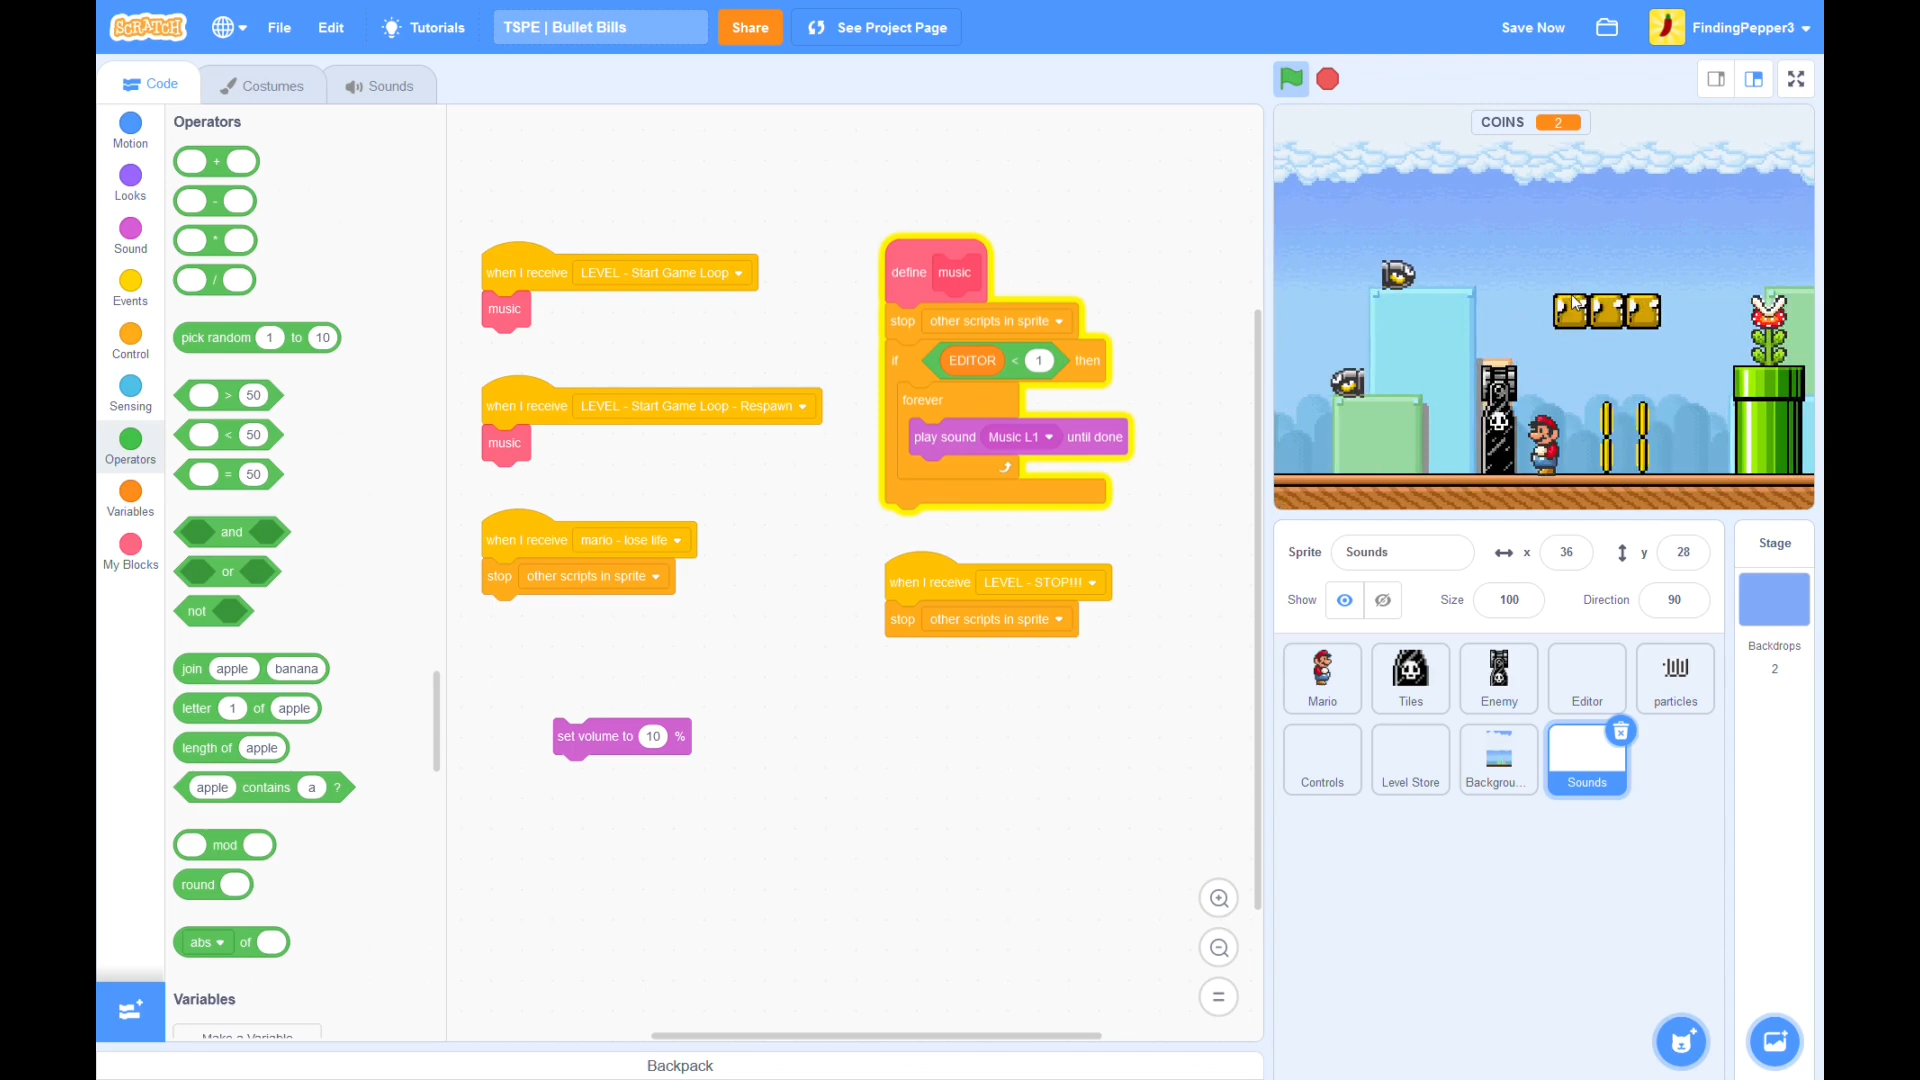 SCRATCH
File
Edit
Tutorials
TSPE | Bullet Bills
Share
See Project Page
Save Now
FindingPepper3
Code
Costumes
Sounds
Motion
Looks
Sound
Events
Control
Sensing
Operators
Variables
My Blocks
Operators
+
-
*
/
pick random 1 to 10
> 50
< 50
= 50
and
or
not
join apple banana
letter 1 of apple
length of apple
apple contains a ?
mod
round
abs of
Variables
Make a Variable
when I receive LEVEL - Start Game Loop
music
when I receive LEVEL - Start Game Loop - Respawn
music
when I receive mario - lose life
stop other scripts in sprite
set volume to 10 %
define music
stop other scripts in sprite
if EDITOR < 1 then
forever
play sound Music L1 until done
when I receive LEVEL - STOP!!!
stop other scripts in sprite
Backpack
COINS 2
Sprite Sounds x 36 y 28
Show Size 100 Direction 90
Mario
Tiles
Enemy
Editor
particles
Controls
Level Store
Backgrou...
Sounds
Stage
Backdrops
2